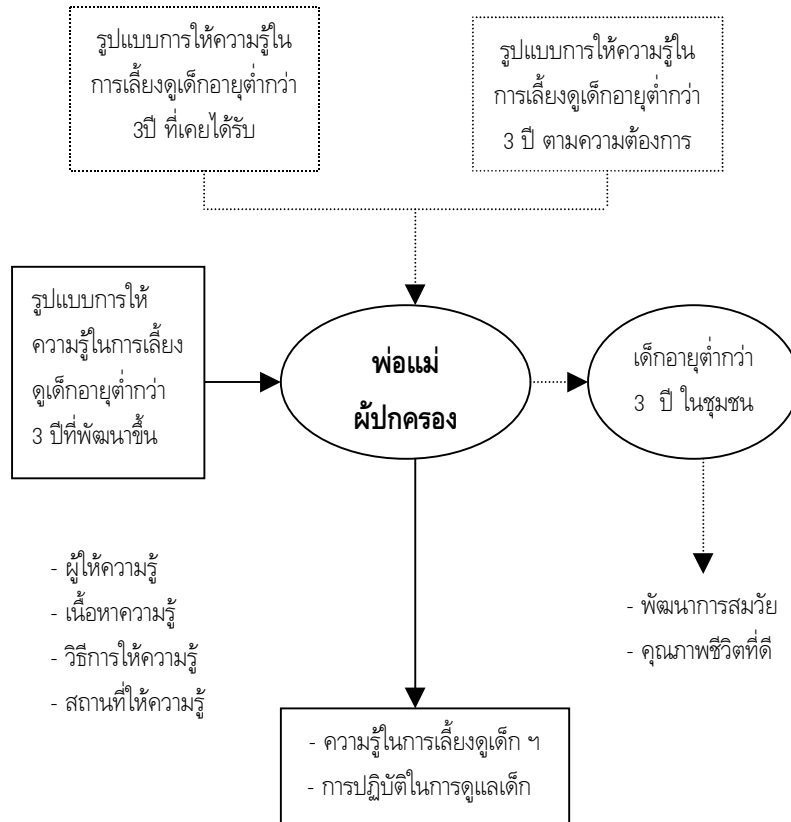 รูปแบบการให้ความรู้ใน
การเลี้ยงดูเด็กอายุต่ำกว่า
3ปี ที่เคยได้รับ
รูปแบบการให้ความรู้ใน
การเลี้ยงดูเด็กอายุต่ำกว่า
3 ปี ตามความต้องการ
รูปแบบการให้
ความรู้ในการเลี้ยง
ดูเด็กอายุต่ำกว่า
3 ปีที่พัฒนาขึ้น
พ่อแม่
ผู้ปกครอง
เด็กอายุต่ำกว่า
3 ปี ในชุมชน
- ผู้ให้ความรู้
- เนื้อหาความรู้
- วิธีการให้ความรู้
- สถานที่ให้ความรู้
- พัฒนาการสมวัย
- คุณภาพชีวิตที่ดี
- ความรู้ในการเลี้ยงดูเด็ก ฯ
- การปฏิบัติในการดูแลเด็ก